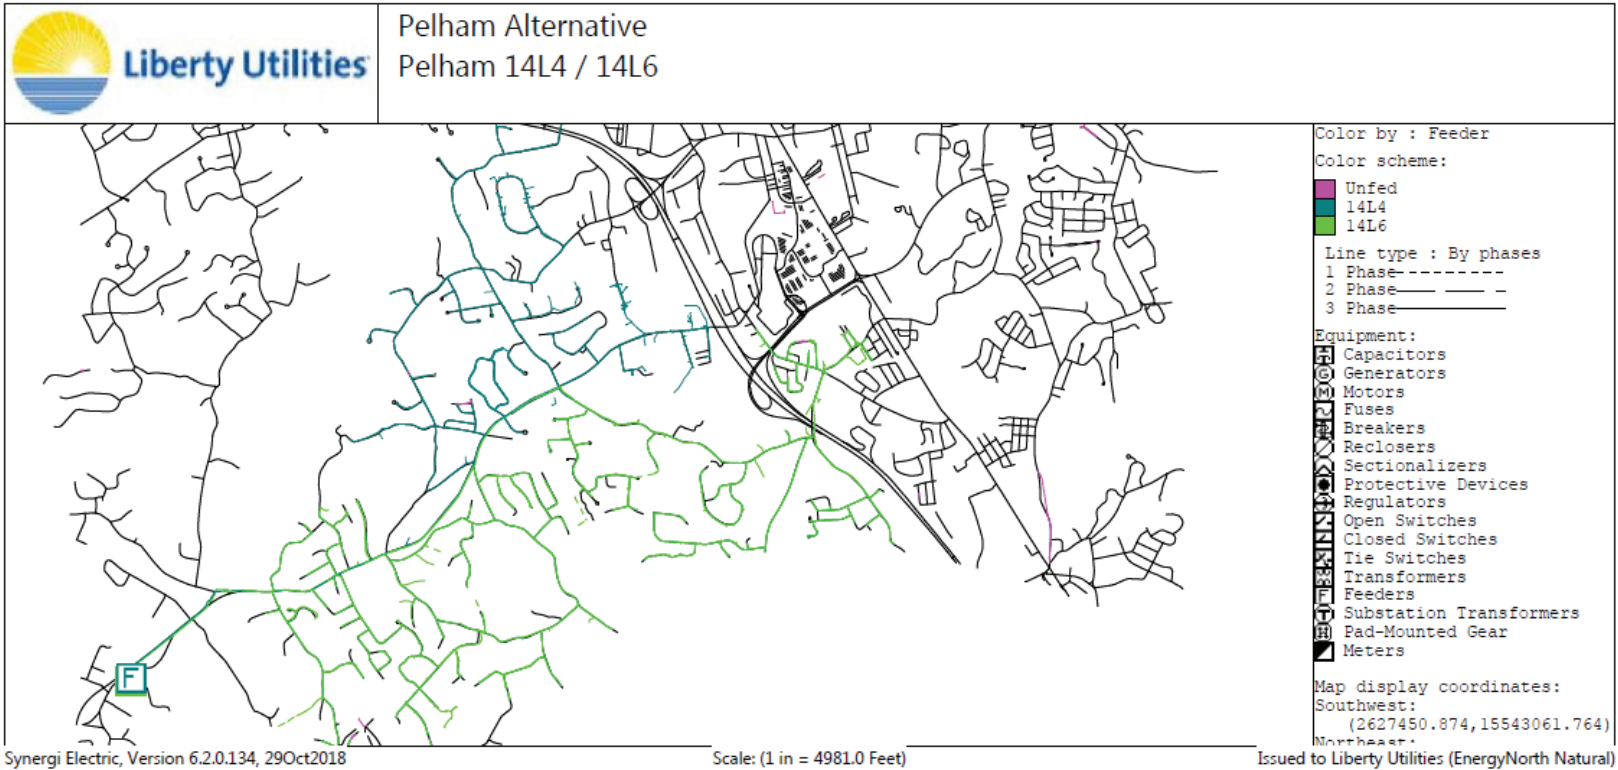 Liberty Utilities
Pelham Alternative
Pelham 14L4 / 14L6
Color by : Feeder
Color scheme:
Unfed
14L4
14L6
Line type : By phases
1 Phase
2 Phase
3 Phase
Equipment:
Capacitors
G Generators
M Motors
Fuses
Breakers
Reclosers
Sectionalizers
Protective Devices
Regulators
Open Switches
Closed Switches
Tie Switches
Transformers
F Feeders
T Substation Transformers
Pad-Mounted Gear
Meters
Map display coordinates:
Southwest:
(2627450.874,15543061.764)
Northeast:
F
Synergi Electric, Version 6.2.0.134, 29Oct2018
Scale: (1 in = 4981.0 Feet)
Issued to Liberty Utilities (EnergyNorth Natural)